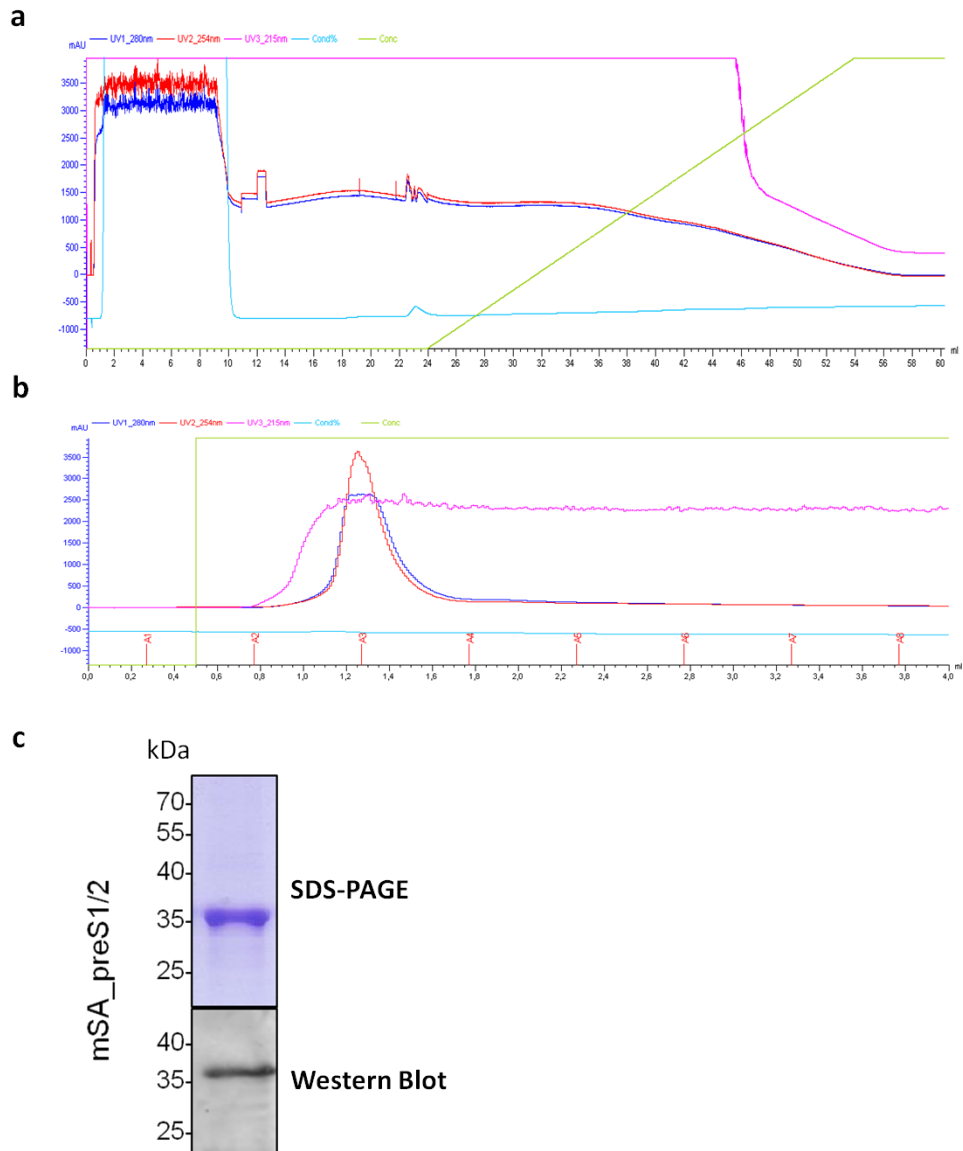 a
UV1_280nm UV2_254nm UV3_215nm Cond% Conc
mAU
3500
3000
2500
2000
1500
1000
500
0
-500
-1000
0 2 4 6 8 10 12 14 16 18 20 22 24 26 28 30 32 34 36 38 40 42 44 46 48 50 52 54 56 58 60 ml
b
UV1_280nm UV2_254nm UV3_215nm Cond% Conc
mAU
3500
3000
2500
2000
1500
1000
500
0
-500
-1000
A1 A2 A3 A4 A5 A6 A7 A8
0,0 0,2 0,4 0,6 0,8 1,0 1,2 1,4 1,6 1,8 2,0 2,2 2,4 2,6 2,8 3,0 3,2 3,4 3,6 3,8 4,0 ml
c
kDa
mSA_preS1/2
70
55
40
35
25
SDS-PAGE
40
35
25
Western Blot